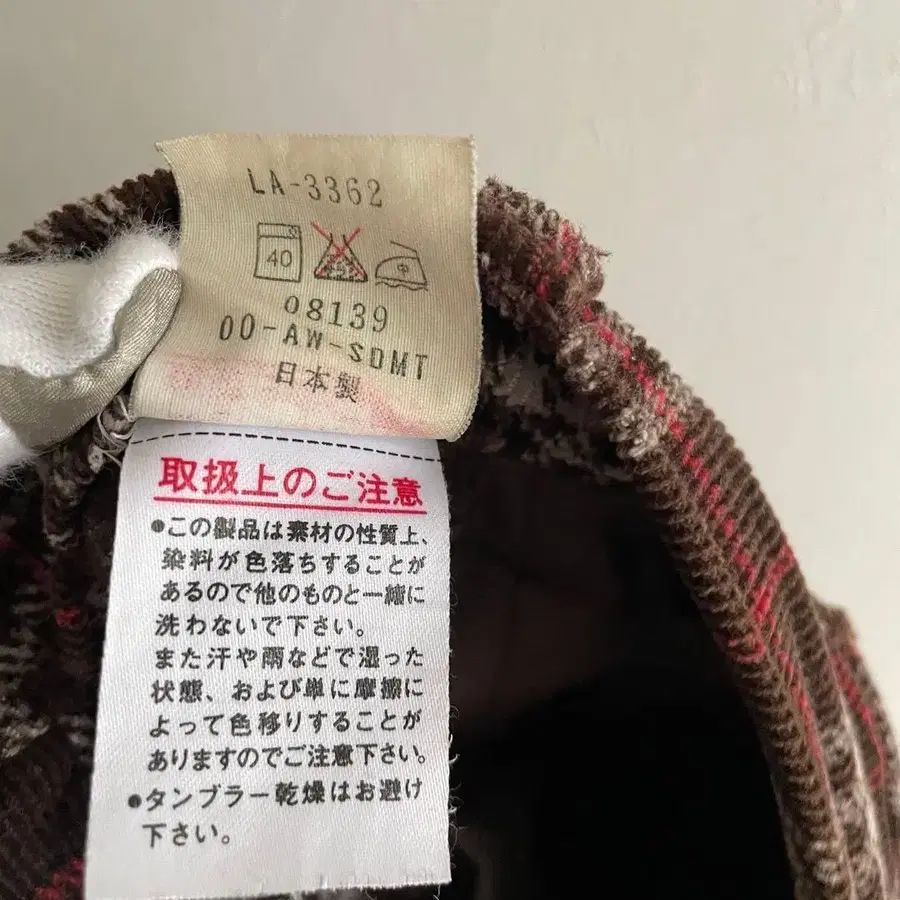 LA-3362
40
08139
00-AW-SDMT
日本製
取扱上のご注意
●この製品は素材の性質上、
染料が色落ちすることが
あるので他のものと一緒に
洗わないで下さい。
また汗や雨などで湿った
状態、および単に摩擦に
よって色移りすることが
ありますのでご注意下さい。
●タンブラー乾燥はお避け
下さい。